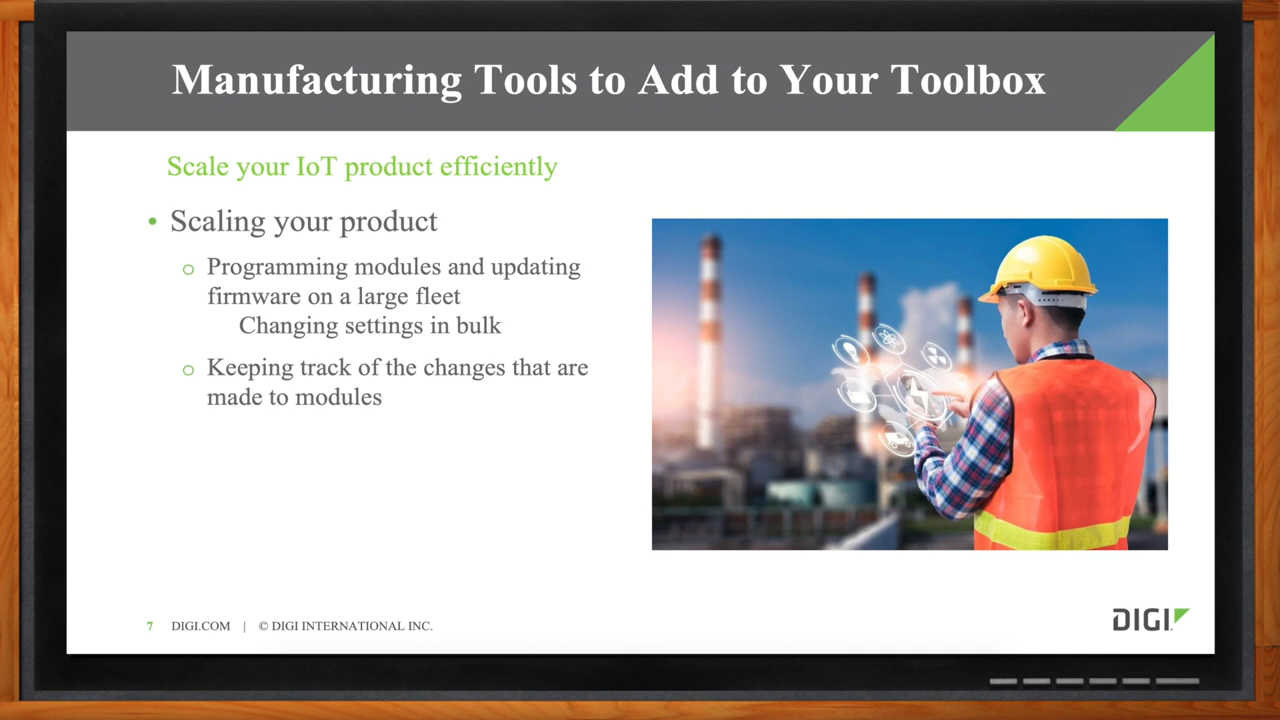 Manufacturing Tools to Add to Your Toolbox
Scale your IoT product efficiently
• Scaling your product
o Programming modules and updating
firmware on a large fleet
Changing settings in bulk
o Keeping track of the changes that are
made to modules
7 DIGI.COM | © DIGI INTERNATIONAL INC.
DIGI